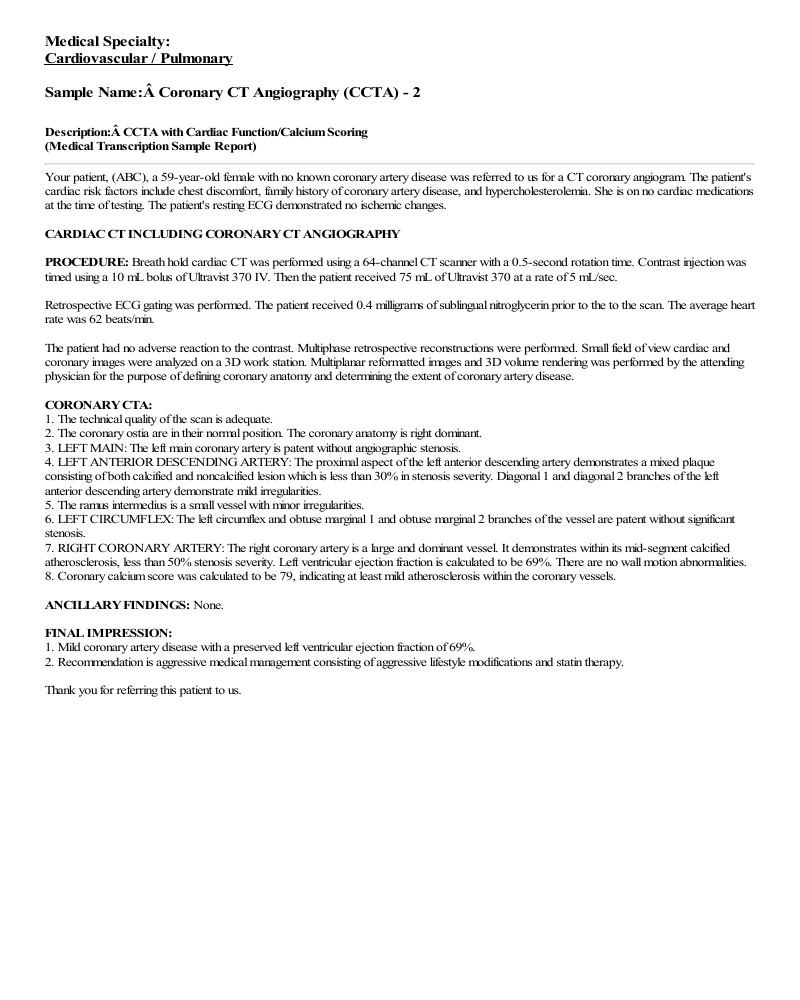 Medical Specialty:
Cardiovascular / Pulmonary
Sample Name:Â Coronary CT Angiography (CCTA) - 2
Description:Â CCTA with Cardiac Function/Calcium Scoring
(Medical Transcription Sample Report)
Your patient, (ABC), a 59-year-old female with no known coronary artery disease was referred to us for a CT coronary angiogram. The patient's
cardiac risk factors include chest discomfort, family history of coronary artery disease, and hypercholesterolemia. She is on no cardiac medications
at the time of testing. The patient's resting ECG demonstrated no ischemic changes.
CARDIAC CT INCLUDING CORONARY CT ANGIOGRAPHY
PROCEDURE: Breath hold cardiac CT was performed using a 64-channel CT scanner with a 0.5-second rotation time. Contrast injection was
timed using a 10 mL bolus of Ultravist 370 IV. Then the patient received 75 mL of Ultravist 370 at a rate of 5 mL/sec.
Retrospective ECG gating was performed. The patient received 0.4 milligrams of sublingual nitroglycerin prior to the to the scan. The average heart
rate was 62 beats/min.
The patient had no adverse reaction to the contrast. Multiphase retrospective reconstructions were performed. Small field of view cardiac and
coronary images were analyzed on a 3D work station. Multiplanar reformatted images and 3D volume rendering was performed by the attending
physician for the purpose of defining coronary anatomy and determining the extent of coronary artery disease.
CORONARY CTA:
1. The technical quality of the scan is adequate.
2. The coronary ostia are in their normal position. The coronary anatomy is right dominant.
3. LEFT MAIN: The left main coronary artery is patent without angiographic stenosis.
4. LEFT ANTERIOR DESCENDING ARTERY: The proximal aspect of the left anterior descending artery demonstrates a mixed plaque
consisting of both calcified and noncalcified lesion which is less than 30% in stenosis severity. Diagonal 1 and diagonal 2 branches of the left
anterior descending artery demonstrate mild irregularities.
5. The ramus intermedius is a small vessel with minor irregularities.
6. LEFT CIRCUMFLEX: The left circumflex and obtuse marginal 1 and obtuse marginal 2 branches of the vessel are patent without significant
stenosis.
7. RIGHT CORONARY ARTERY: The right coronary artery is a large and dominant vessel. It demonstrates within its mid-segment calcified
atherosclerosis, less than 50% stenosis severity. Left ventricular ejection fraction is calculated to be 69%. There are no wall motion abnormalities.
8. Coronary calcium score was calculated to be 79, indicating at least mild atherosclerosis within the coronary vessels.
ANCILLARY FINDINGS: None.
FINAL IMPRESSION:
1. Mild coronary artery disease with a preserved left ventricular ejection fraction of 69%.
2. Recommendation is aggressive medical management consisting of aggressive lifestyle modifications and statin therapy.
Thank you for referring this patient to us.